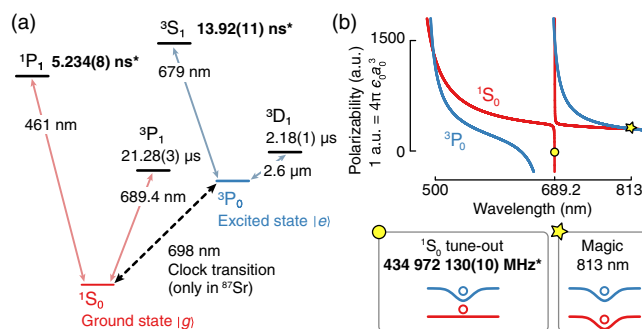 (a)
³S₁ 13.92(11) ns*
¹P₁ 5.234(8) ns*
679 nm
461 nm
³P₁
21.28(3) μs
³D₁
2.18(1) μs
2.6 μm
689.4 nm
³P₀
Excited state |e⟩
698 nm
Clock transition
(only in ⁸⁷Sr)
¹S₀
Ground state |g⟩
(b)
Polarizability (a.u.)
1 a.u. = 4π ϵ₀a₀³
1500
0
¹S₀
³P₀
500
689.2
813
Wavelength (nm)
¹S₀ tune-out
434 972 130(10) MHz*
Magic
813 nm